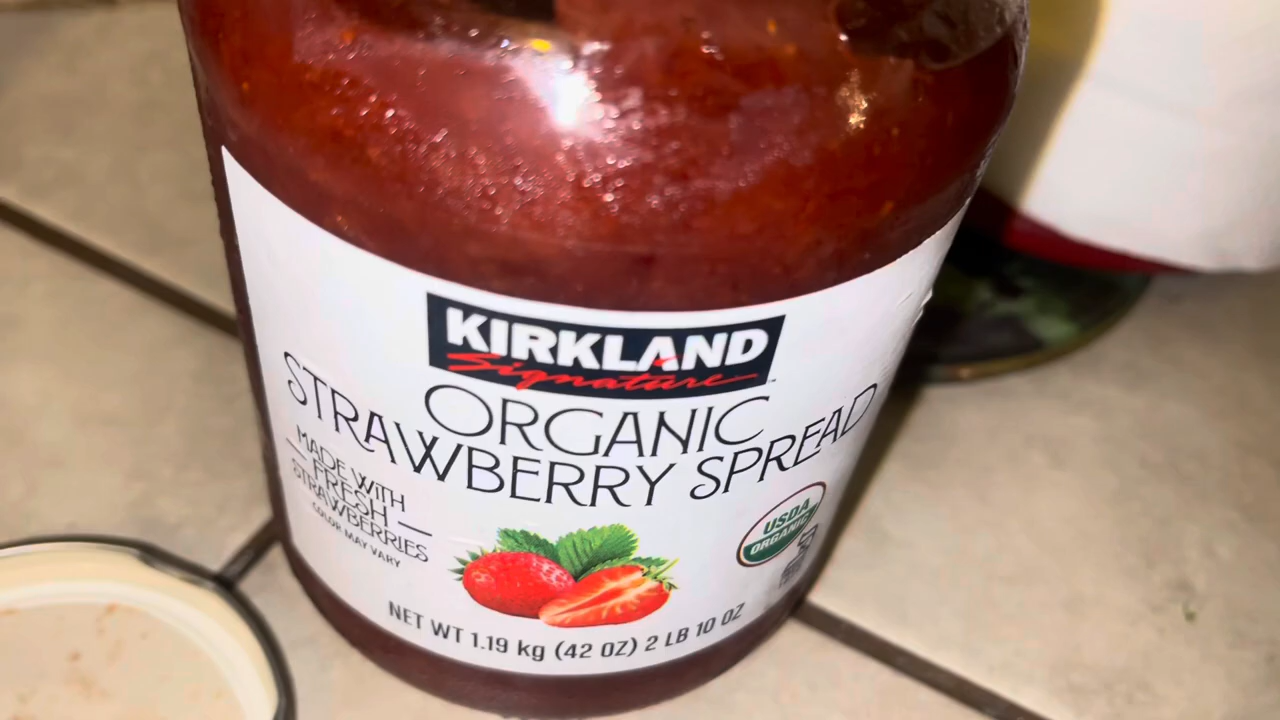 KIRKLAND
Signature
ORGANIC
STRAWBERRY SPREAD
MADE WITH
FRESH
STRAWBERRIES
COLOR MAY VARY
USDA
ORGANIC
NET WT 1.19 kg (42 OZ) 2 LB 10 OZ